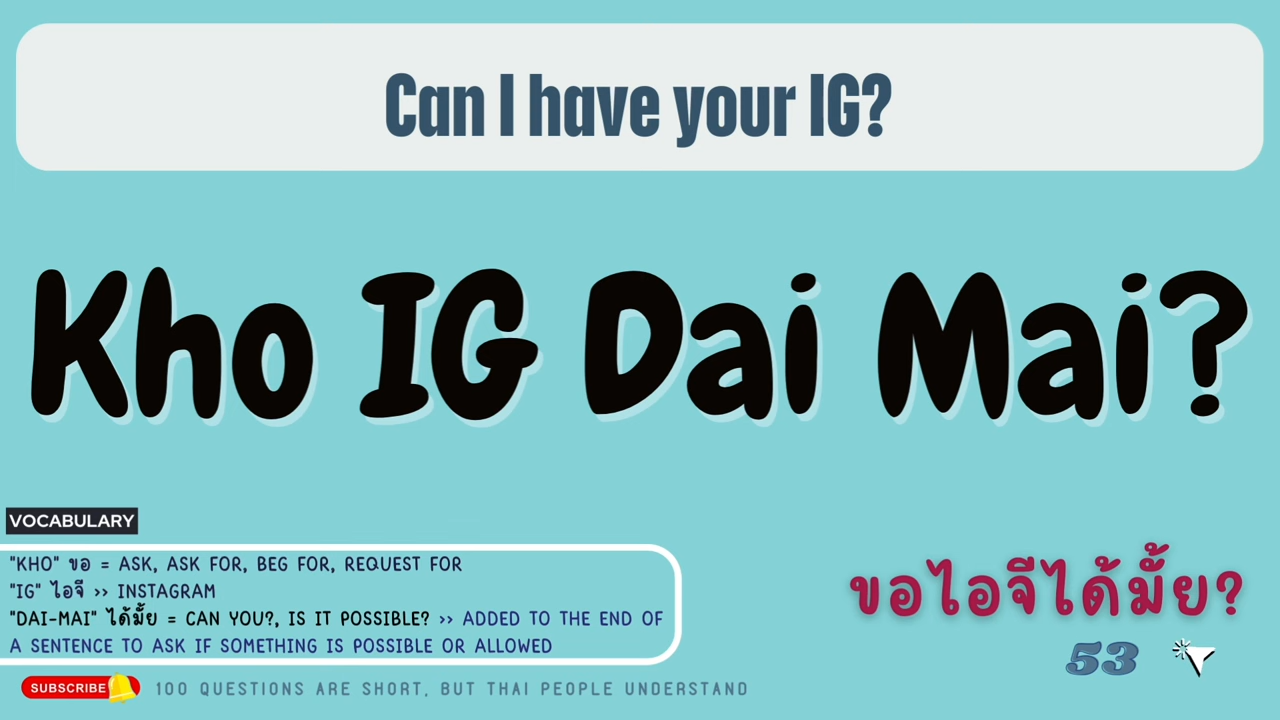 Can I have your IG?
Kho IG Dai Mai?
VOCABULARY
"KHO" ขอ = ASK, ASK FOR, BEG FOR, REQUEST FOR
"IG" ไอจี >> INSTAGRAM
"DAI-MAI" ได้มั้ย = CAN YOU?, IS IT POSSIBLE? >> ADDED TO THE END OF
A SENTENCE TO ASK IF SOMETHING IS POSSIBLE OR ALLOWED
ขอไอจีได้มั้ย?
53
SUBSCRIBE
100 QUESTIONS ARE SHORT, BUT THAI PEOPLE UNDERSTAND